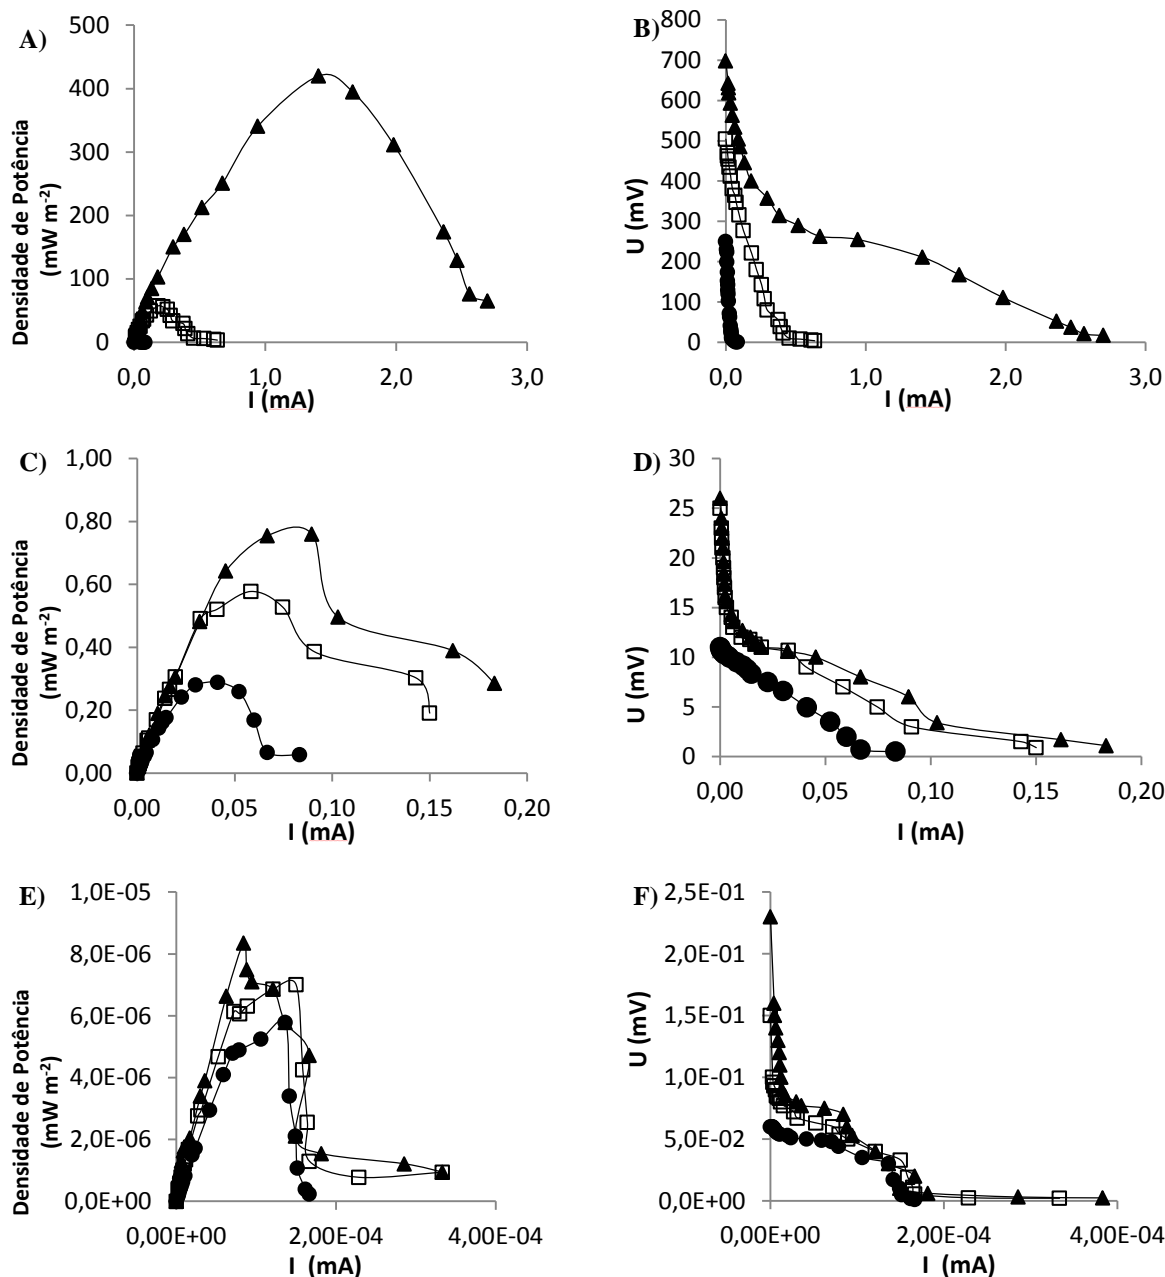 A)
Densidade de Potência
(mW m-2)
500
400
300
200
100
0
0,0
1,0
2,0
3,0
I (mA)
B)
U (mV)
800
700
600
500
400
300
200
100
0
0,0
1,0
2,0
3,0
I (mA)
C)
Densidade de Potência
(mW m-2)
1,00
0,80
0,60
0,40
0,20
0,00
0,00
0,05
0,10
0,15
0,20
I (mA)
D)
U (mV)
30
25
20
15
10
5
0
0,00
0,05
0,10
0,15
0,20
I (mA)
E)
Densidade de Potência
(mW m-2)
1,0E-05
8,0E-06
6,0E-06
4,0E-06
2,0E-06
0,0E+00
0,00E+00
2,00E-04
4,00E-04
I (mA)
F)
U (mV)
2,5E-01
2,0E-01
1,5E-01
1,0E-01
5,0E-02
0,0E+00
0,00E+00
2,00E-04
4,00E-04
I (mA)